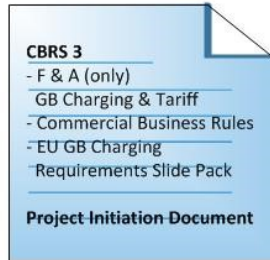 CBRS 3
- F & A (only)
GB Charging & Tariff
- Commercial Business Rules
- EU GB Charging
Requirements Slide Pack
Project Initiation Document